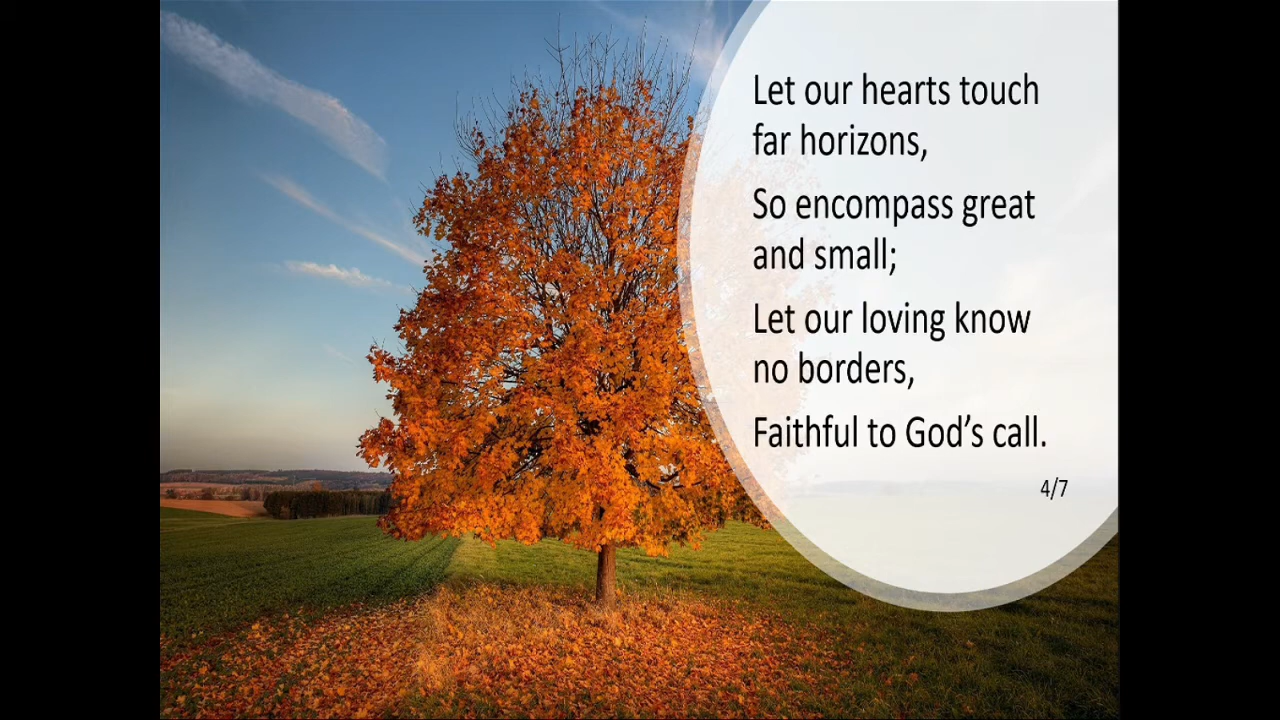 Let our hearts touch
far horizons,
So encompass great
and small;
Let our loving know
no borders,
Faithful to God’s call.
4/7